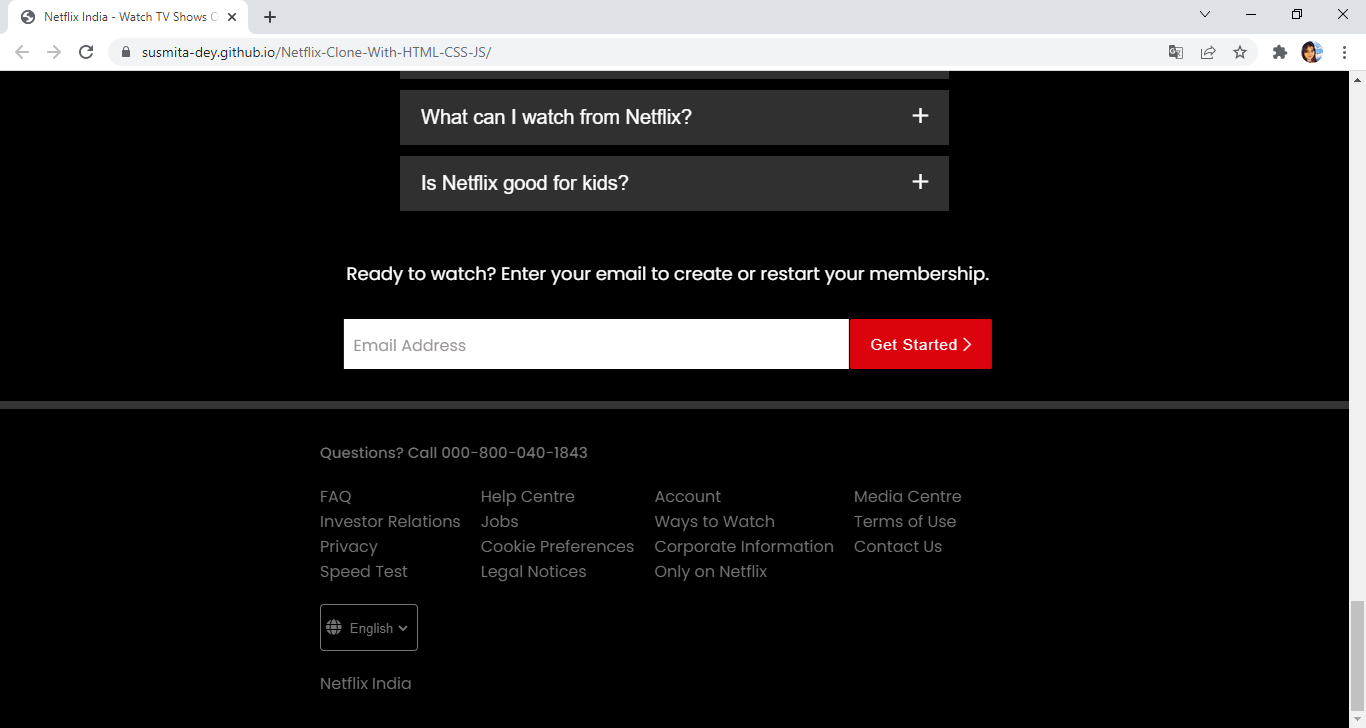 Netflix India - Watch TV Shows O
susmita-dey.github.io/Netflix-Clone-With-HTML-CSS-JS/
What can I watch from Netflix?
Is Netflix good for kids?
Ready to watch? Enter your email to create or restart your membership.
Email Address Get Started
Questions? Call 000-800-040-1843
FAQ Help Centre Account Media Centre
Investor Relations Jobs Ways to Watch Terms of Use
Privacy Cookie Preferences Corporate Information Contact Us
Speed Test Legal Notices Only on Netflix
English
Netflix India